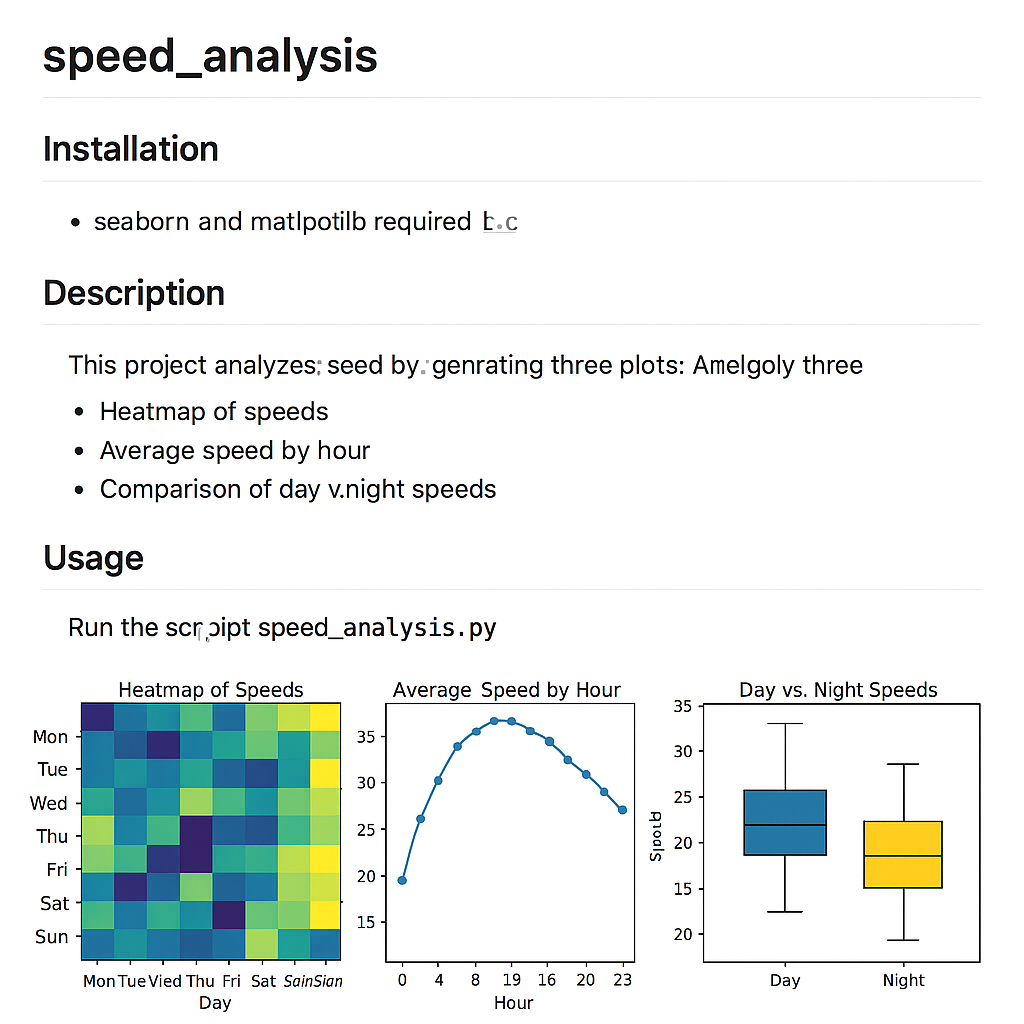 speed_analysis
Installation
• seaborn and matlpotilb required t.c
Description
This project analyzes: seed by.· genrating three plots: Amelgoly three
• Heatmap of speeds
• Average speed by hour
• Comparison of day v.night speeds
Usage
Run the scripipt speed_analysis.py
Heatmap of Speeds
Mon
Tue
Wed
Thu
Fri
Sat
Sun
Mon Tue Vied Thu Fri Sat Sain Sian
Day
Average Speed by Hour
35
30
25
20
15
0 4 8 19 16 20 23
Hour
Day vs. Night Speeds
35
30
25
20
15
20
Day Night